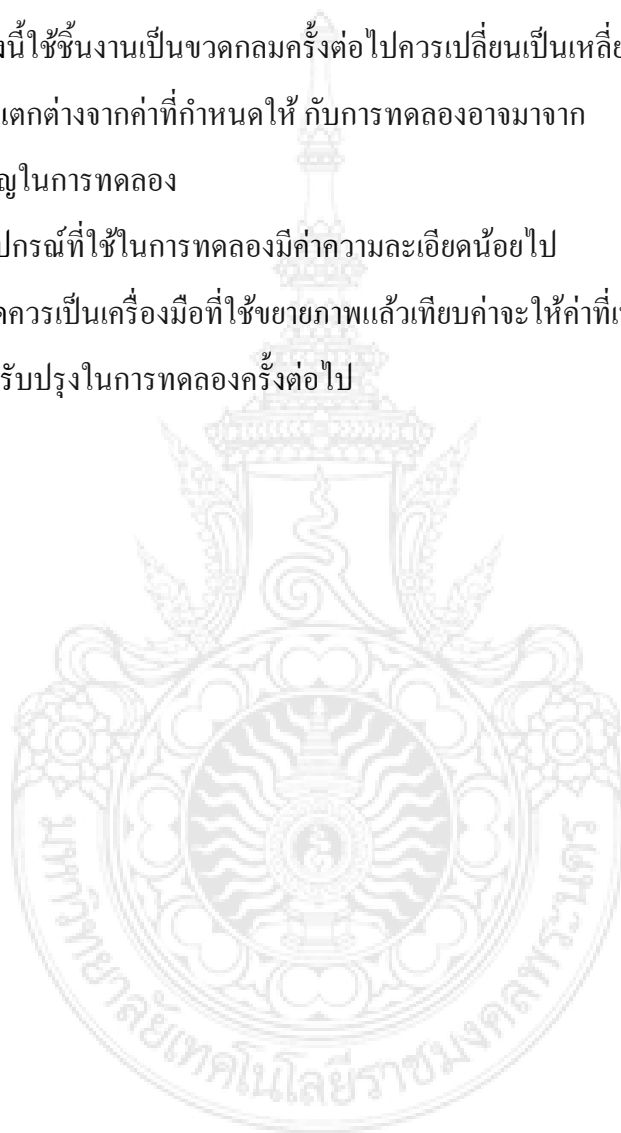 งนี้ใช้ชิ้นงานเป็นขวดกลมครั้งต่อไปควรเปลี่ยนเป็นเหลี่ย
แตกต่างจากค่าที่กำหนดให้ กับการทดลองอาจมาจาก
ญในการทดลอง
ปกรณ์ที่ใช้ในการทดลองมีค่าความละเอียดน้อยไป
ควรเป็นเครื่องมือที่ใช้ขยายภาพแล้วเทียบค่าจะให้ค่าที่เ
รับปรุงในการทดลองครั้งต่อไป
มหาวิทยาลัยเทคโนโลยีราชมงคลพระนคร